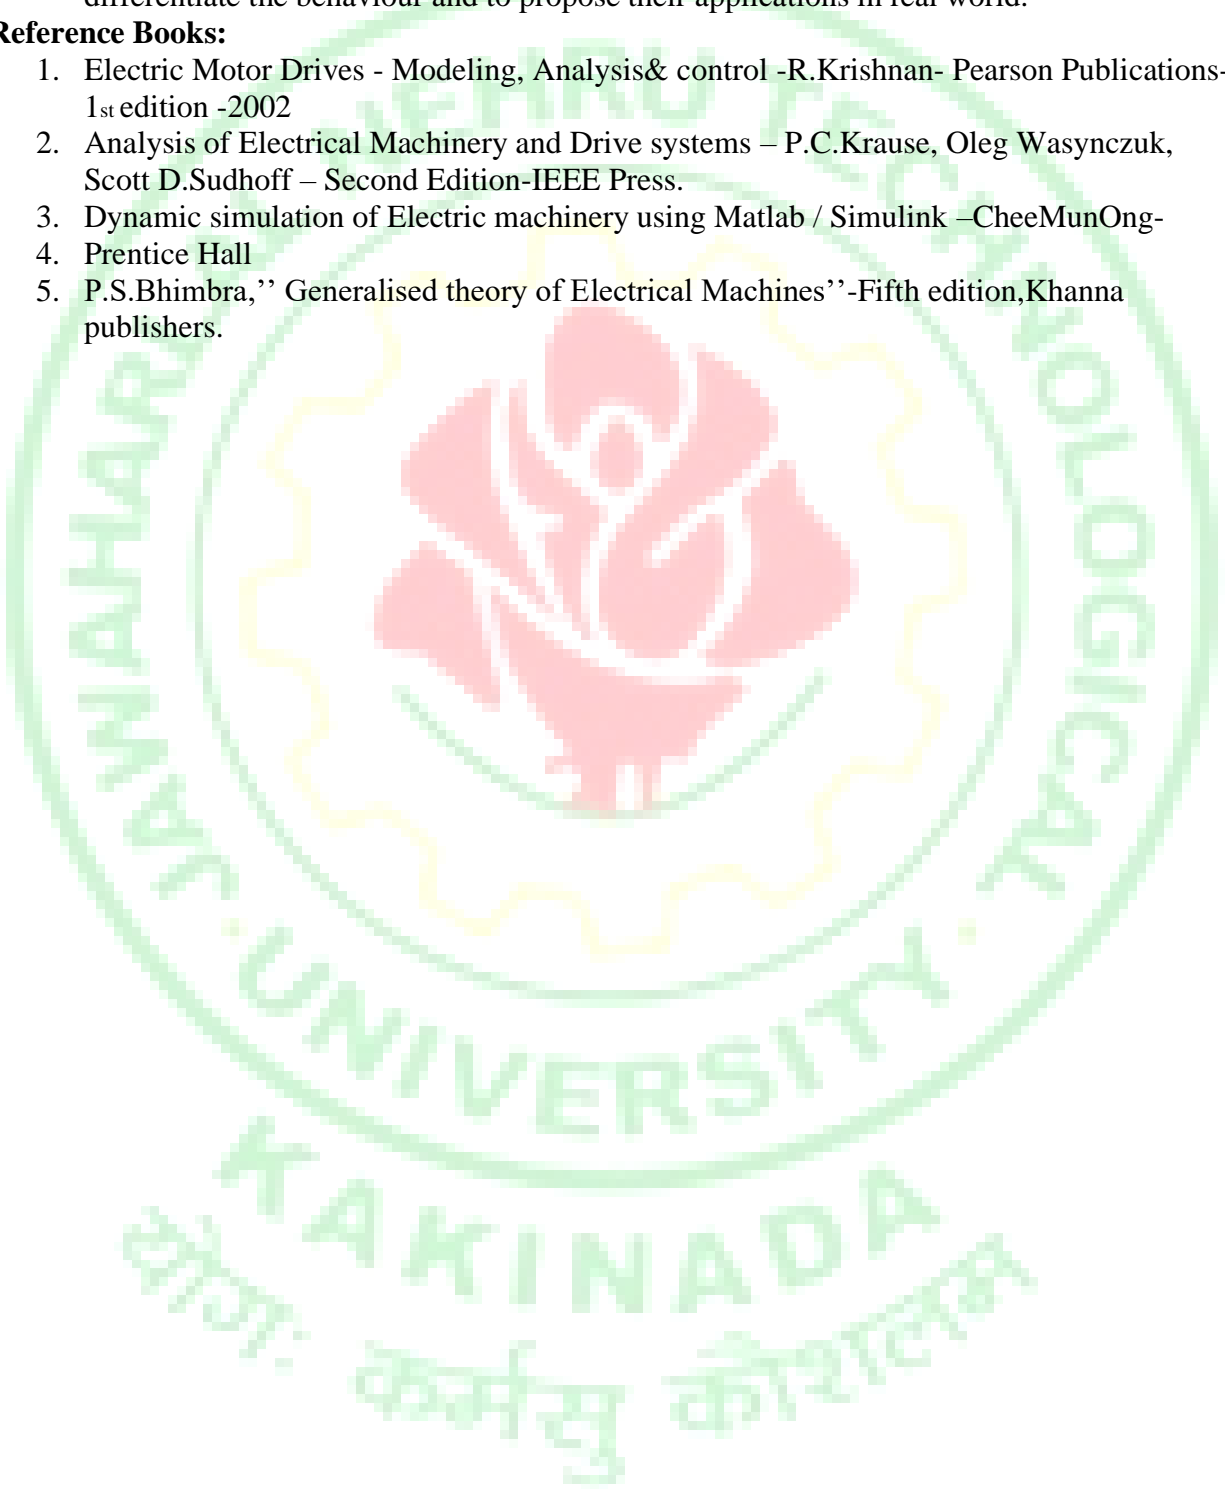 differentiate the behaviour and to propose their applications in real world.
Reference Books:
1. Electric Motor Drives - Modeling, Analysis& control -R.Krishnan- Pearson Publications-
1st edition -2002
2. Analysis of Electrical Machinery and Drive systems – P.C.Krause, Oleg Wasynczuk,
Scott D.Sudhoff – Second Edition-IEEE Press.
3. Dynamic simulation of Electric machinery using Matlab / Simulink –CheeMunOng-
4. Prentice Hall
5. P.S.Bhimbra,’’ Generalised theory of Electrical Machines’’-Fifth edition,Khanna
publishers.
JAWAHARLAL NEHRU TECHNOLOGICAL
UNIVERSITY
KAKINADA
योगः कर्मसु कौशलम